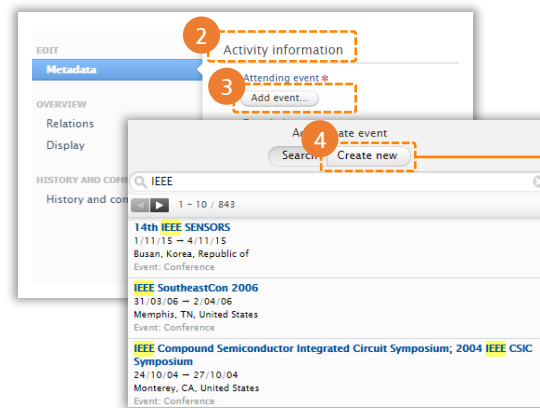 2
EDIT
Activity information
Metadata
Attending event *
3
Add event...
OVERVIEW
Relations
Display
HISTORY AND COM
History and con
4
ate event
Search
Create new
IEEE
1 - 10 / 843
14th IEEE SENSORS
1/11/15 → 4/11/15
Busan, Korea, Republic of
Event: Conference
IEEE SoutheastCon 2006
31/03/06 → 2/04/06
Memphis, TN, United States
Event: Conference
IEEE Compound Semiconductor Integrated Circuit Symposium; 2004 IEEE CSIC
Symposium
24/10/04 → 27/10/04
Monterey, CA, United States
Event: Conference